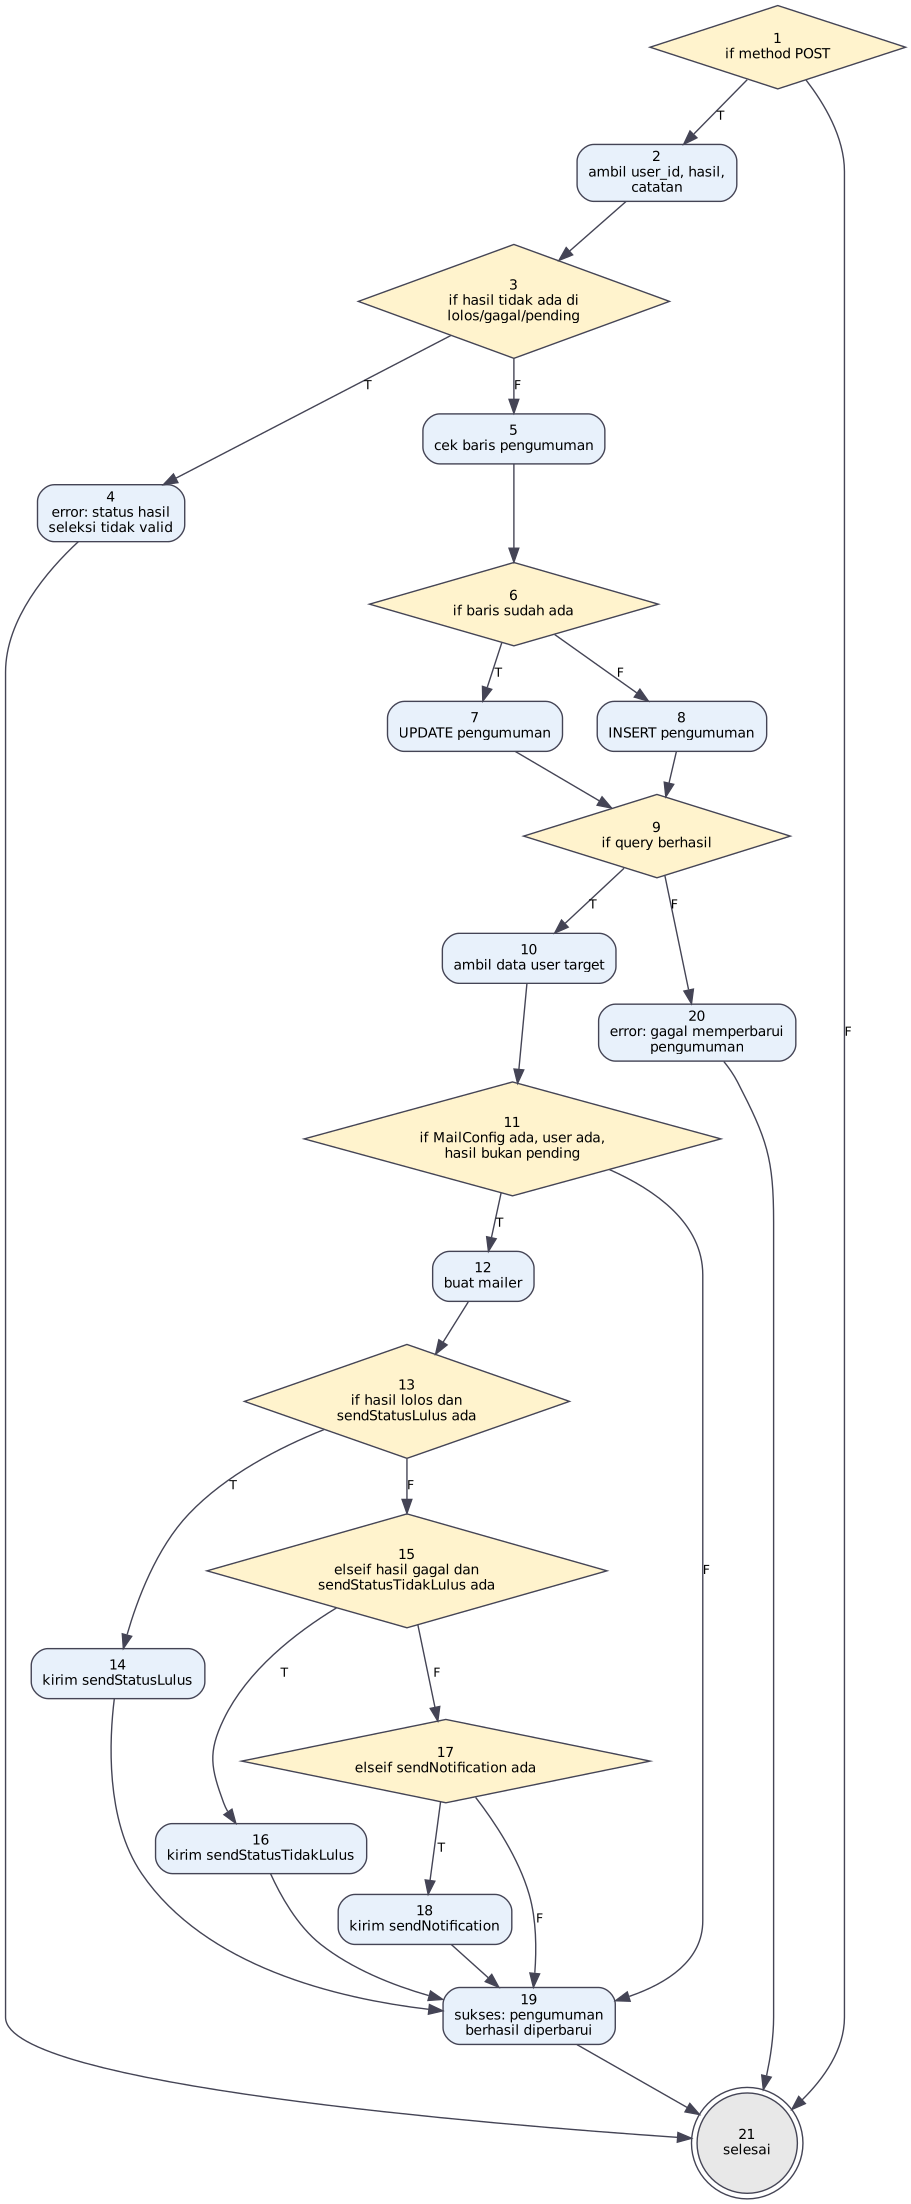 1
if method POST
T
2
ambil user_id, hasil,
catatan
3
if hasil tidak ada di
lolos/gagal/pending
T
F
5
cek baris pengumuman
4
error: status hasil
seleksi tidak valid
6
if baris sudah ada
T
F
7
UPDATE pengumuman
8
INSERT pengumuman
9
if query berhasil
T
F
10
ambil data user target
20
error: gagal memperbarui
pengumuman
F
11
if MailConfig ada, user ada,
hasil bukan pending
T
12
buat mailer
13
if hasil lolos dan
sendStatusLulus ada
T
F
15
elseif hasil gagal dan
sendStatusTidakLulus ada
F
14
kirim sendStatusLulus
T
F
17
elseif sendNotification ada
16
kirim sendStatusTidakLulus
T
18
kirim sendNotification
F
19
sukses: pengumuman
berhasil diperbarui
21
selesai